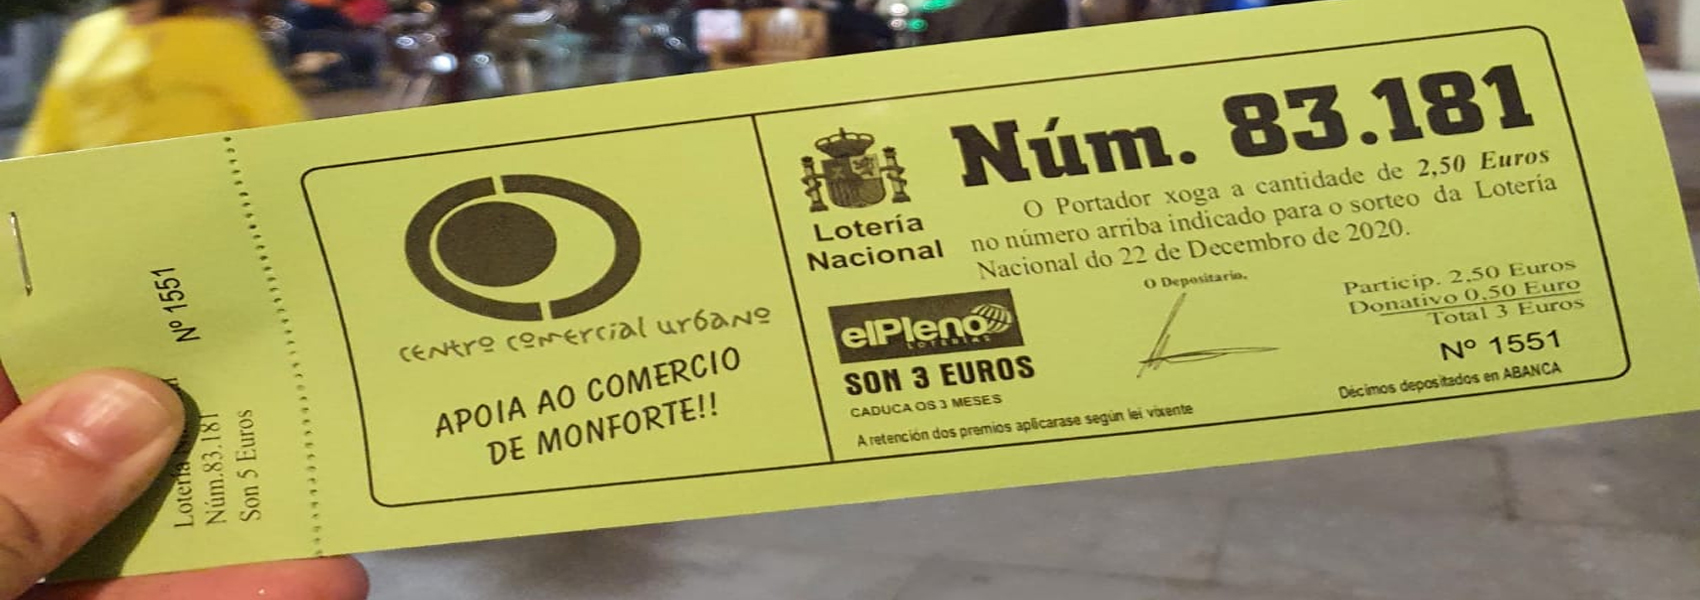 Nº 1551
Lotería
Núm.83.181
Son 5 Euros
CENtro comercial urbano
APOIA AO COMERCIO
DE MONFORTE!!
Lotería
Nacional
Núm. 83.181
O Portador xoga a cantidade de 2,50 Euros
no número arriba indicado para o sorteo da Lotería
Nacional do 22 de Decembro de 2020.
O Depositario,
elPleno
LOTERÍAS
SON 3 EUROS
CADUCA OS 3 MESES
Particip. 2,50 Euros
Donativo 0,50 Euro
Total 3 Euros
Nº 1551
A retención dos premios aplicarase según lei vixente
Décimos depositados en ABANCA